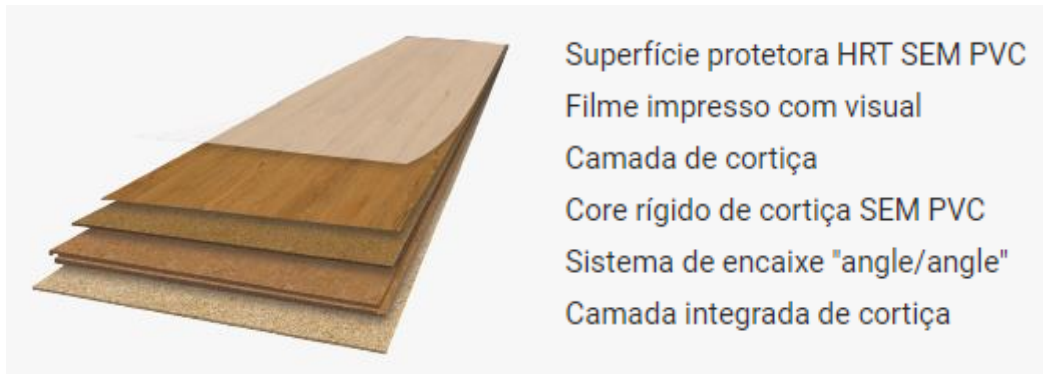 Superfície protetora HRT SEM PVC
Filme impresso com visual
Camada de cortiça
Core rígido de cortiça SEM PVC
Sistema de encaixe "angle/angle"
Camada integrada de cortiça